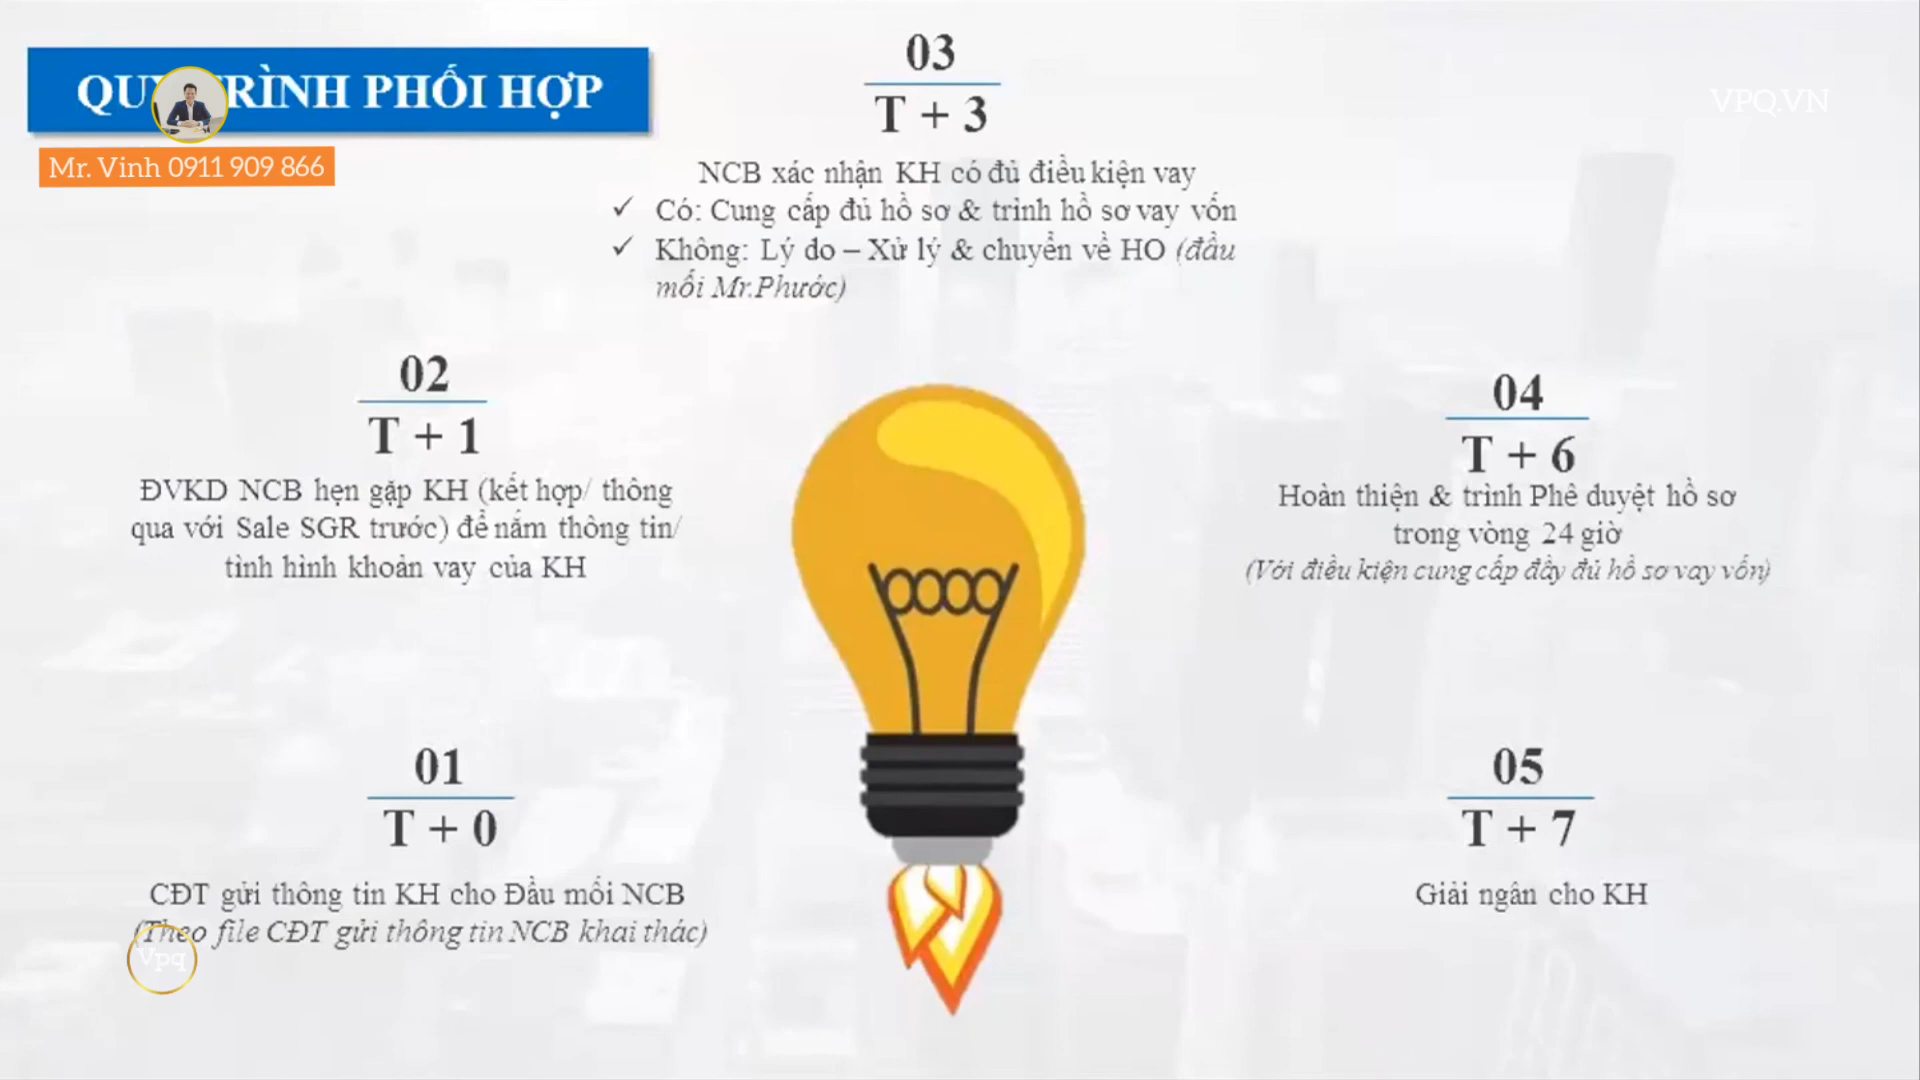 QUY TRÌNH PHỐI HỢP
Mr. Vinh 0911 909 866
VPQ.VN
03
T + 3
NCB xác nhận KH có đủ điều kiện vay
✓ Có: Cung cấp đủ hồ sơ & trình hồ sơ vay vốn
✓ Không: Lý do – Xử lý & chuyển về HO (đầu
mối Mr.Phước)
02
T + 1
ĐVKD NCB hẹn gặp KH (kết hợp/ thông
qua với Sale SGR trước) để nắm thông tin/
tình hình khoản vay của KH
04
T + 6
Hoàn thiện & trình Phê duyệt hồ sơ
trong vòng 24 giờ
(Với điều kiện cung cấp đầy đủ hồ sơ vay vốn)
01
T + 0
CĐT gửi thông tin KH cho Đầu mối NCB
(Theo file CĐT gửi thông tin NCB khai thác)
Vpq
05
T + 7
Giải ngân cho KH